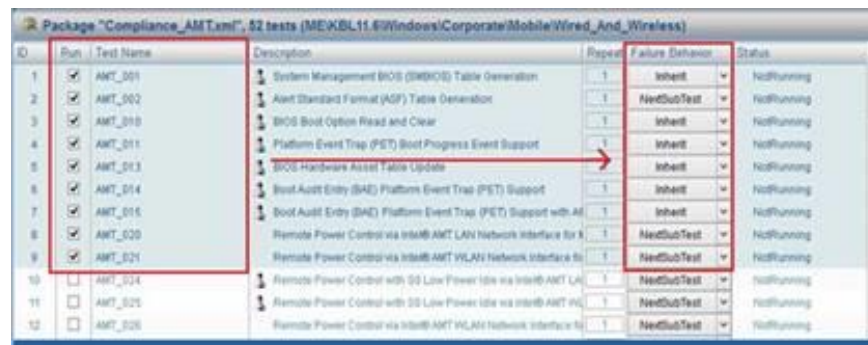 Package "Compliance_AMT.xml", 52 tests (ME\KBL11.6\Windows\Corporate\Mobile\Wired_And_Wireless)
ID Run Test Name Description Repeat Failure Behavior Status
1 AMT_001 System Management BIOS (SMBIOS) Table Generation 1 Inherit NotRunning
2 AMT_002 Alert Standard Format (ASF) Table Generation 1 NextSubTest NotRunning
3 AMT_010 BIOS Boot Option Read and Clear 1 Inherit NotRunning
4 AMT_011 Platform Event Trap (PET) Boot Progress Event Support 1 Inherit NotRunning
5 AMT_013 BIOS Hardware Asset Table Update 1 Inherit NotRunning
6 AMT_014 Boot Audit Entry (BAE) Platform Event Trap (PET) Support 1 Inherit NotRunning
7 AMT_015 Boot Audit Entry (BAE) Platform Event Trap (PET) Support with 1 Inherit NotRunning
8 AMT_020 Remote Power Control via Intel® AMT LAN Network Interface for 1 NextSubTest NotRunning
9 AMT_021 Remote Power Control via Intel® AMT WLAN Network Interface 1 NextSubTest NotRunning
10 AMT_024 Remote Power Control with S0 Low Power Idle via Intel® AMT 1 NextSubTest NotRunning
11 AMT_025 Remote Power Control with S0 Low Power Idle via Intel® AMT 1 NextSubTest NotRunning
12 AMT_026 Remote Power Control via Intel® AMT WLAN Network Interface 1 NextSubTest NotRunning